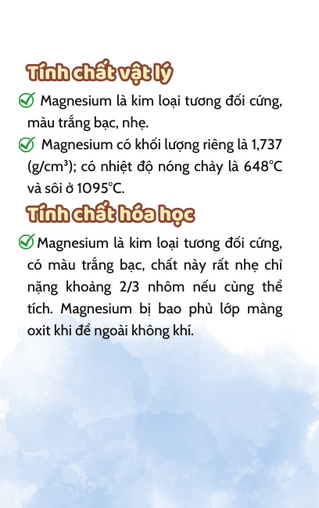 Tính chất vật lý
Magnesium là kim loại tương đối cứng,
màu trắng bạc, nhẹ.
Magnesium có khối lượng riêng là 1,737
(g/cm³); có nhiệt độ nóng chảy là 648°C
và sôi ở 1095°C.
Tính chất hóa học
Magnesium là kim loại tương đối cứng,
có màu trắng bạc, chất này rất nhẹ chỉ
nặng khoảng 2/3 nhôm nếu cùng thể
tích. Magnesium bị bao phủ lớp màng
oxit khi để ngoài không khí.